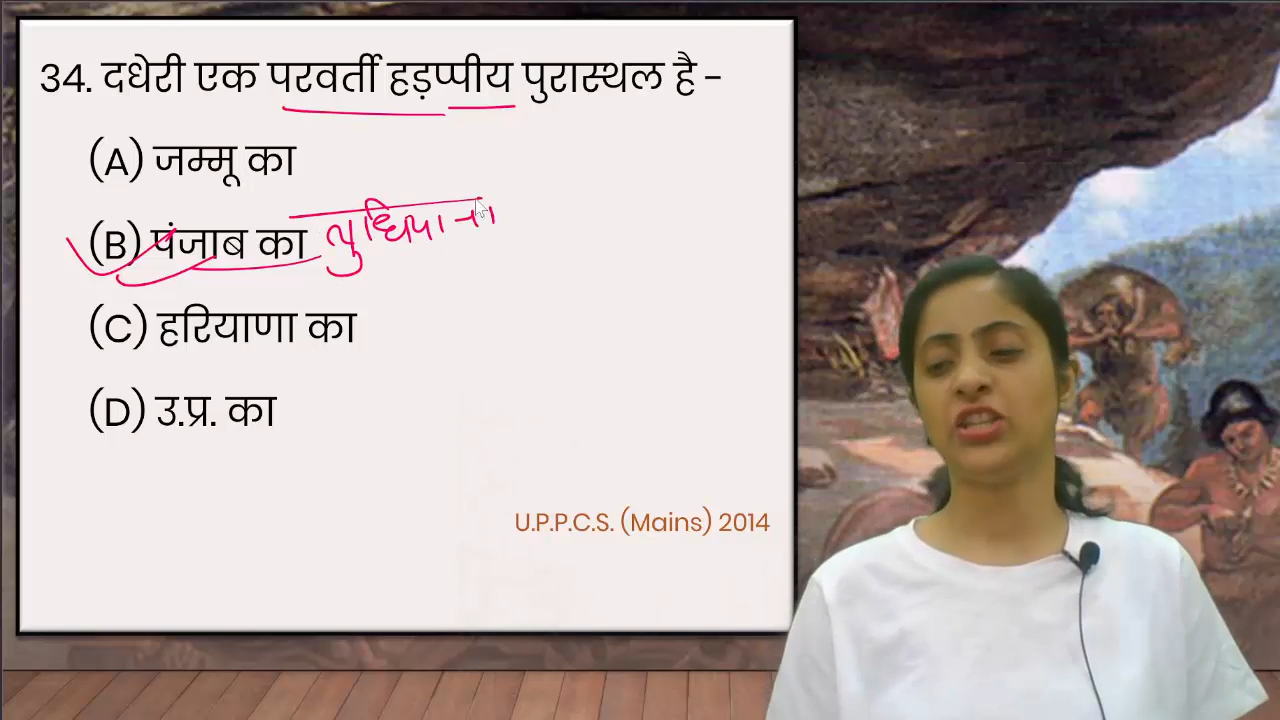 34. दधेरी एक परवर्ती हड़प्पीय पुरास्थल है –
(A) जम्मू का
(B) पंजाब का
(C) हरियाणा का
(D) उ.प्र. का
U.P.P.C.S. (Mains) 2014